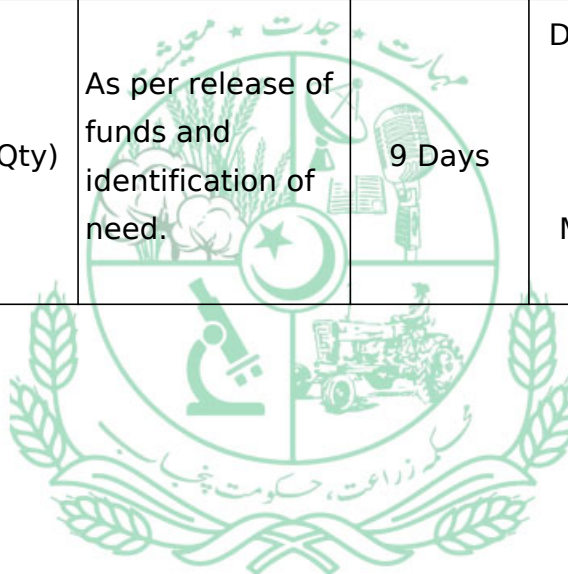 مہارت ★ جدت ★ معیشت
D
As per release of
funds and
Qty)
9 Days
identification of
need.
M
محکمہ زراعت، حکومت پنجاب